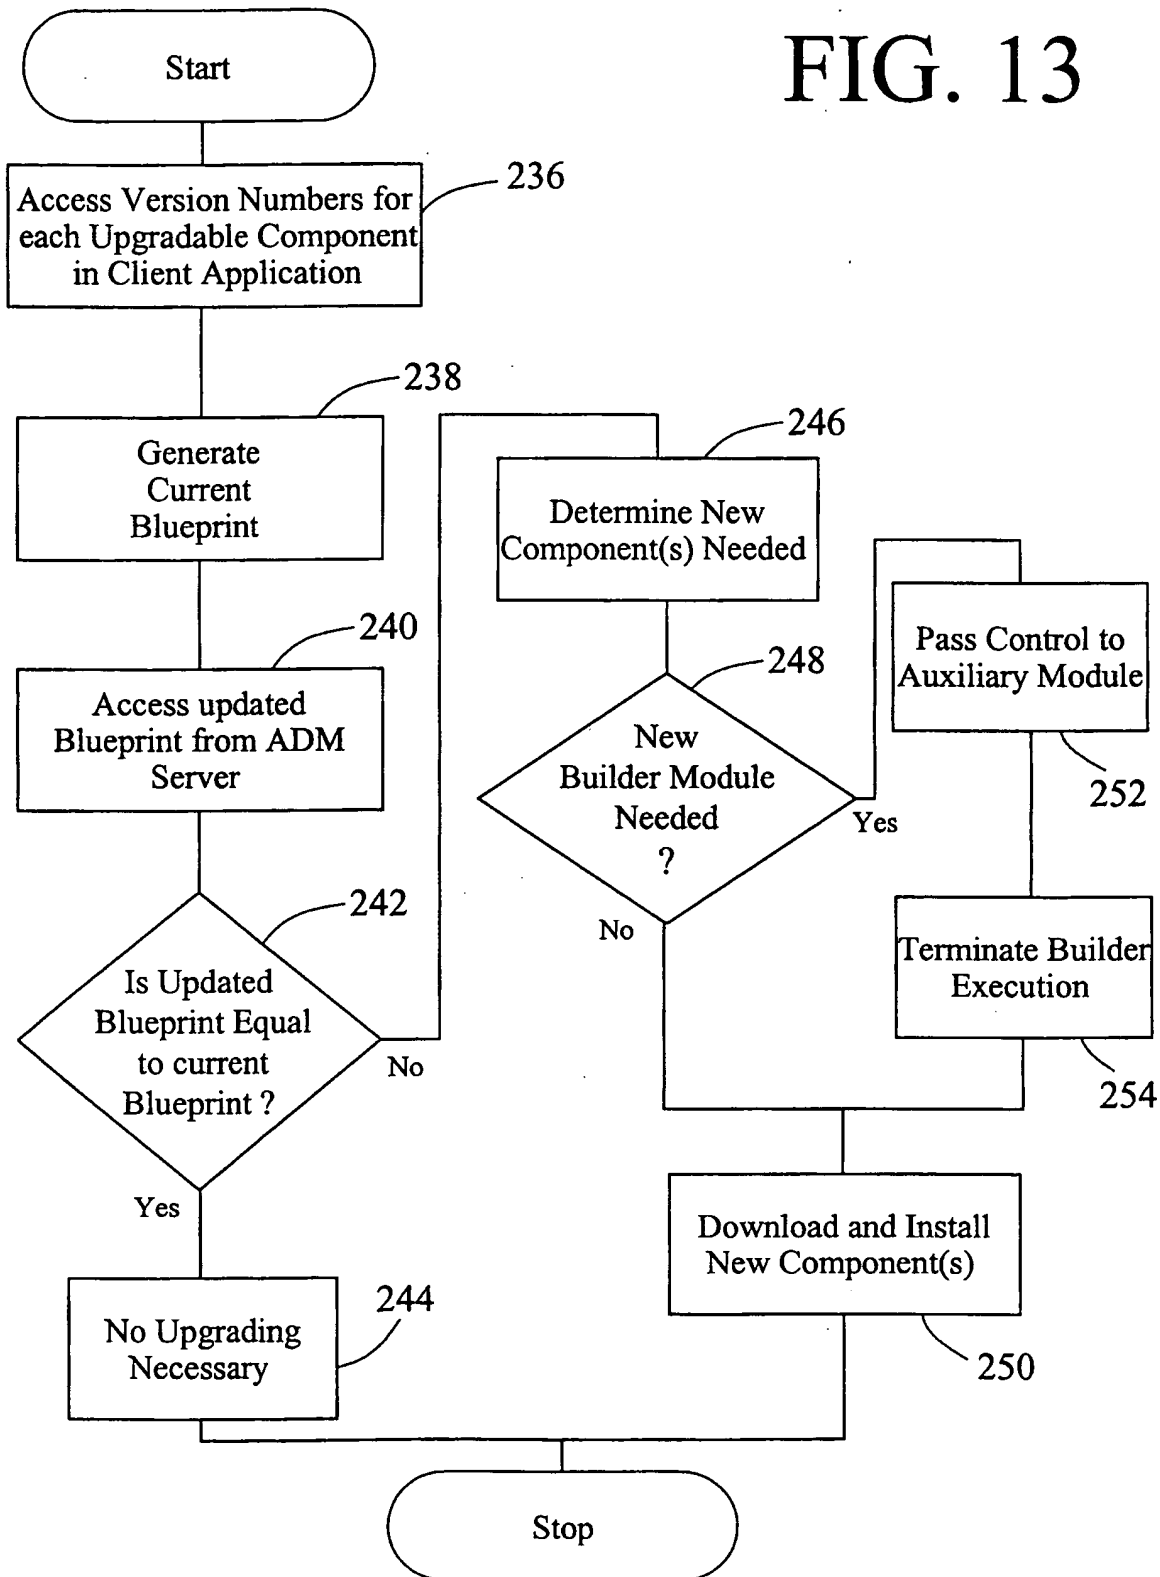 FIG. 13
Start
Access Version Numbers for
each Upgradable Component
in Client Application
236
Generate
Current
Blueprint
238
Access updated
Blueprint from ADM
Server
240
Is Updated
Blueprint Equal
to current
Blueprint ?
242
No
Yes
No Upgrading
Necessary
244
Determine New
Component(s) Needed
246
New
Builder Module
Needed
?
248
Yes
No
Pass Control to
Auxiliary Module
252
Terminate Builder
Execution
254
Download and Install
New Component(s)
250
Stop